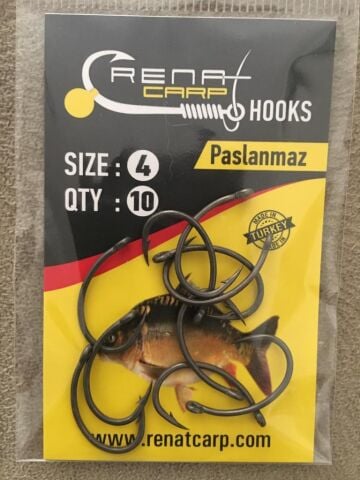 RENAT
CARP
HOOKS
SIZE : 4
QTY : 10
Paslanmaz
MADE IN
TURKEY
www.renatcarp.com